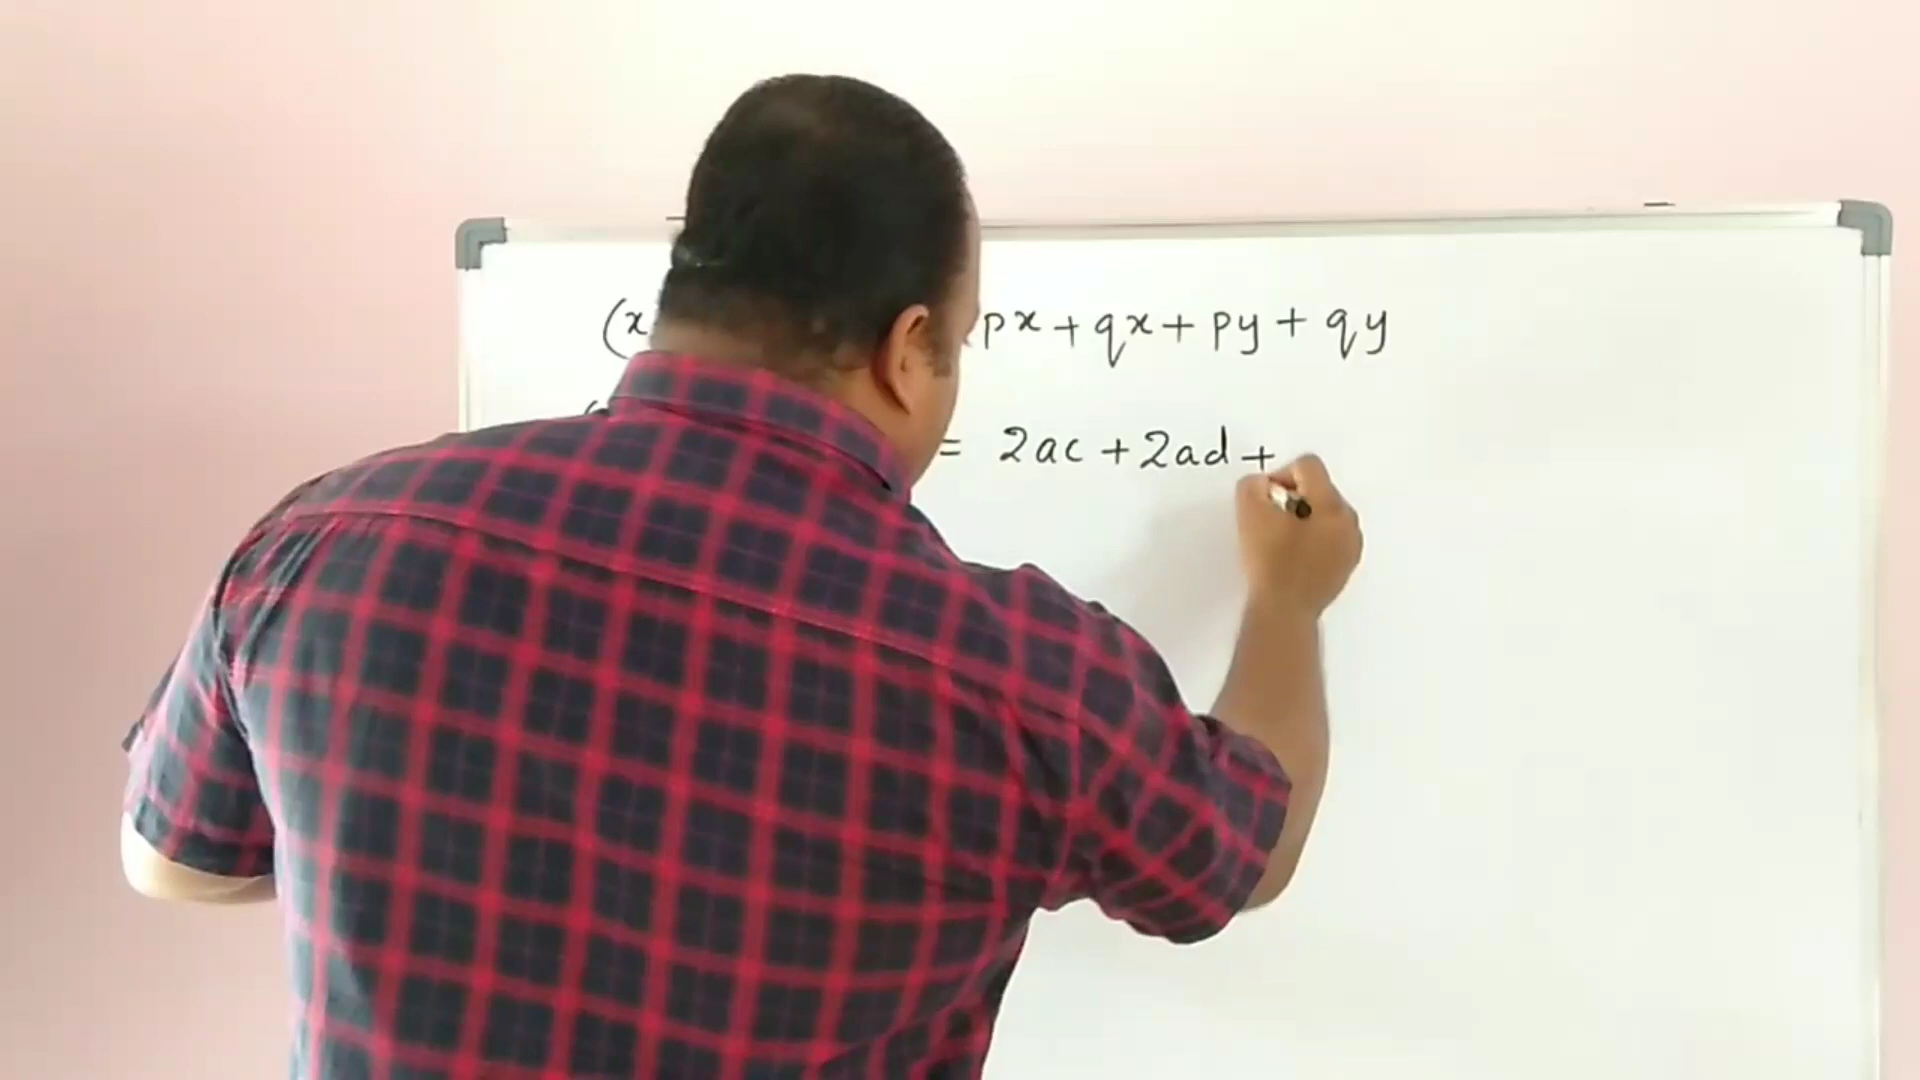 (x px + qx + py + qy
( = 2ac + 2ad +